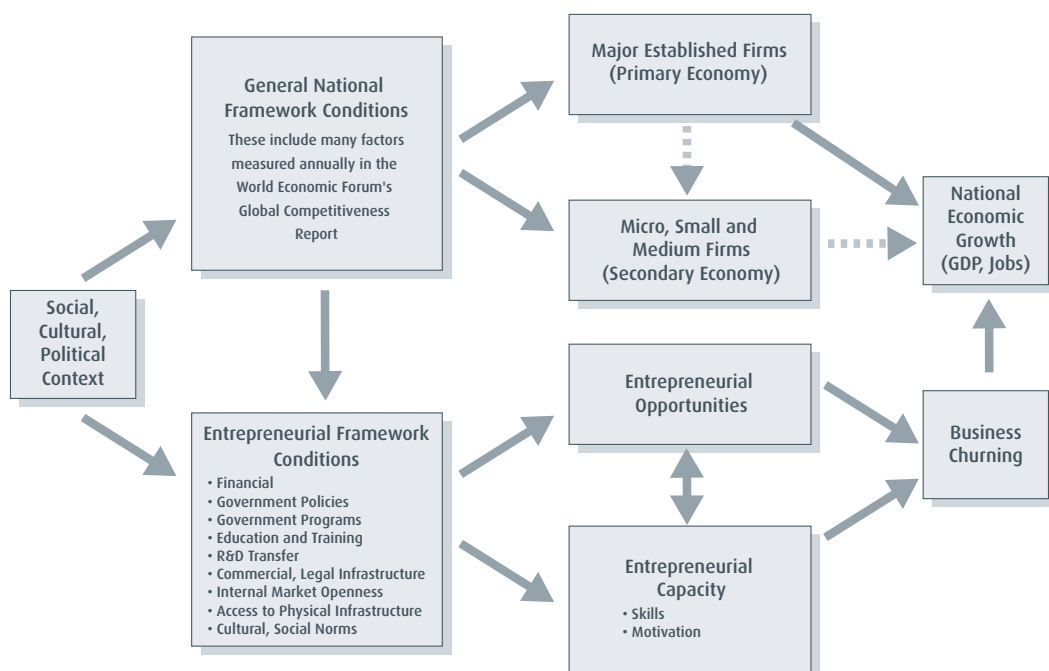 General National
Framework Conditions
These include many factors
measured annually in the
World Economic Forum's
Global Competitiveness
Report
Major Established Firms
(Primary Economy)
Micro, Small and
Medium Firms
(Secondary Economy)
National
Economic
Growth
(GDP, Jobs)
Social,
Cultural,
Political
Context
Entrepreneurial Framework
Conditions
• Financial
• Government Policies
• Government Programs
• Education and Training
• R&D Transfer
• Commercial, Legal Infrastructure
• Internal Market Openness
• Access to Physical Infrastructure
• Cultural, Social Norms
Entrepreneurial
Opportunities
Entrepreneurial
Capacity
• Skills
• Motivation
Business
Churning